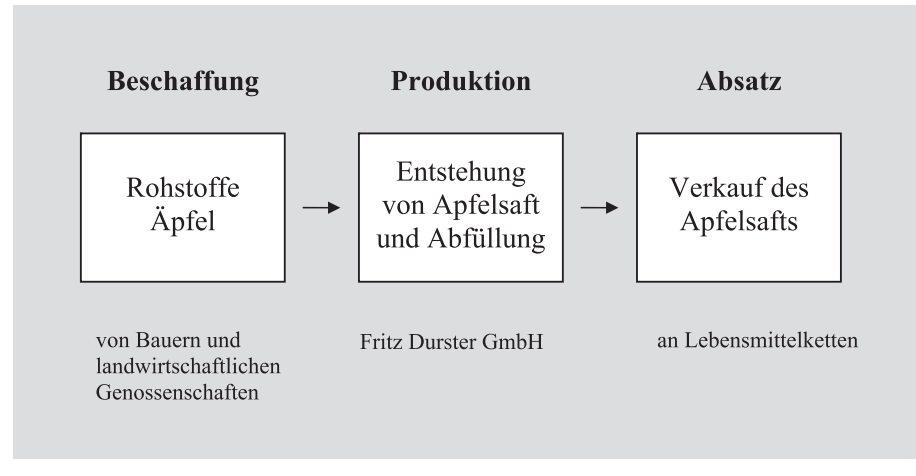 Beschaffung
Rohstoffe
Äpfel
von Bauern und
landwirtschaftlichen
Genossenschaften
Produktion
Entstehung
von Apfelsaft
und Abfüllung
Fritz Durster GmbH
Absatz
Verkauf des
Apfelsafts
an Lebensmittelketten